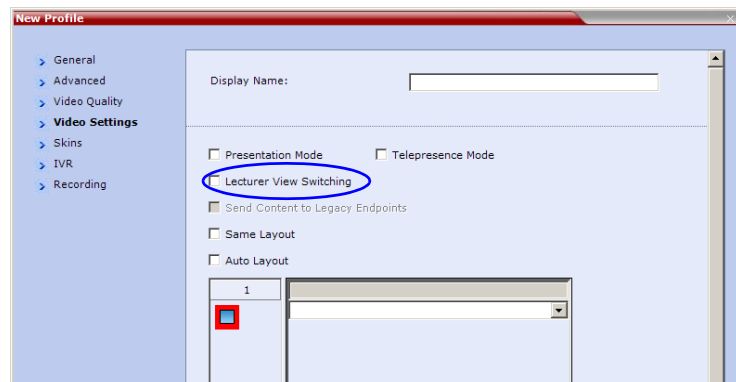 New Profile
General
Advanced
Video Quality
Video Settings
Skins
IVR
Recording
Display Name:
Presentation Mode
Telepresence Mode
Lecturer View Switching
Send Content to Legacy Endpoints
Same Layout
Auto Layout
1